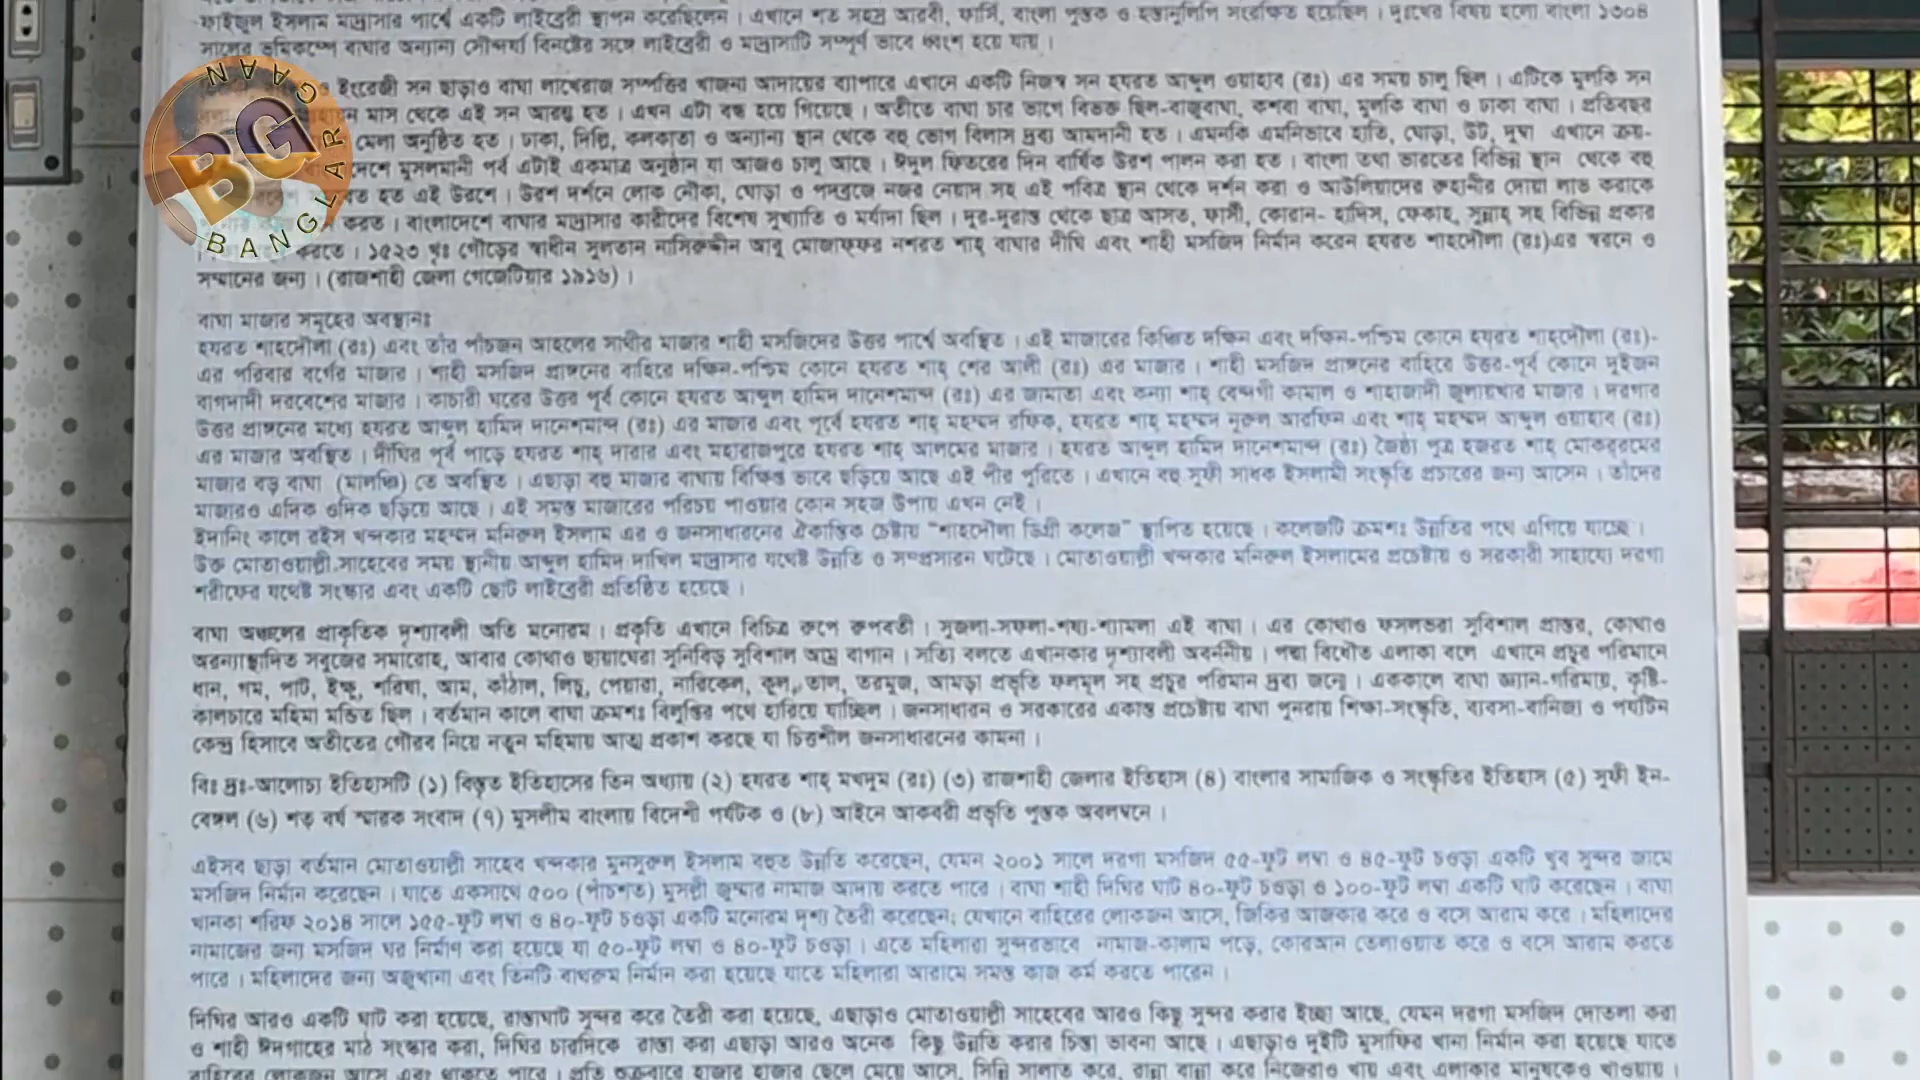 ফাইজুল ইসলাম মাদ্রাসার পার্শ্বে একটি লাইব্রেরী স্থাপন করেছিলেন। এখানে শত সহস্র আরবী, ফার্সি, বাংলা পুস্তক ও হস্তলিপি সংরক্ষিত হয়েছিল। দুঃখের বিষয় হলো বাংলা ১৩০৪
সালের ভূমিকম্পে বাঘার অন্যান্য সৌন্দর্য্য বিনষ্টের সঙ্গে লাইব্রেরী ও মাদ্রাসাটি সম্পূর্ণ ভাবে ধ্বংশ হয়ে যায়।
ইংরেজী সন ছাড়াও বাঘা লাখেরাজ সম্পত্তির খাজনা আদায়ের ব্যাপারে এখানে একটি নিজস্ব সন হযরত আব্দুল ওয়াহাব (রঃ) এর সময় চালু ছিল। এটিকে মুলকি সন
মাস থেকে এই সন আরম্ভ হত। এখন এটা বন্ধ হয়ে গিয়েছে। অতীতে বাঘা চার ভাগে বিভক্ত ছিল-বাজুবাঘা, কশবা বাঘা, মুলকি বাঘা ও চাকা বাঘা। প্রতিবছর
মেলা অনুষ্ঠিত হত। ঢাকা, দিল্লি, কলকাতা ও অন্যান্য স্থান থেকে বহু ভোগ বিলাস দ্রব্য আমদানী হত। এমনকি এমনিভাবে হাতি, ঘোড়া, উট, দুম্বা এখানে ক্রয়-
দেশে মুসলমানী পর্ব এটাই একমাত্র অনুষ্ঠান যা আজও চালু আছে। ঈদুল ফিতরের দিন বার্ষিক উরশ পালন করা হত। বাংলা তথা ভারতের বিভিন্ন স্থান থেকে বহু
হত এই উরশে। উরশ দর্শনে লোক নৌকা, ঘোড়া ও পদব্রজে নজর নেয়াদ সহ এই পবিত্র স্থান থেকে দর্শন করা ও আউলিয়াদের রুহানীর দোয়া লাভ করাকে
করত। বাংলাদেশে বাঘার মাদ্রাসার কারীদের বিশেষ সুখ্যাতি ও মর্যাদা ছিল। দূর-দূরান্ত থেকে ছাত্র আসত, ফার্সী, কোরান- হাদিস, ফেকাহ, সুন্নাহ সহ বিভিন্ন প্রকার
করতে। ১৫২৩ খৃঃ গৌড়ের স্বাধীন সুলতান নাসিরুদ্দীন আবু মোজাফ্ফর নশরত শাহ্ বাঘার দীঘি এবং শাহী মসজিদ নির্মান করেন হযরত শাহদৌলা (রঃ)এর স্বরনে ও
সম্মানের জন্য। (রাজশাহী জেলা গেজেটিয়ার ১৯১৬)।
বাঘা মাজার সমূহের অবস্থানঃ
হযরত শাহদৌলা (রঃ) এবং তাঁর পাঁচজন আহলের সাথীর মাজার শাহী মসজিদের উত্তর পার্শ্বে অবস্থিত। এই মাজারের কিঞ্চিত দক্ষিন এবং দক্ষিন-পশ্চিম কোনে হযরত শাহদৌলা (রঃ)-
এর পরিবার বর্গের মাজার। শাহী মসজিদ প্রাঙ্গনের বাহিরে দক্ষিন-পশ্চিম কোনে হযরত শাহ্ শের আলী (রঃ) এর মাজার। শাহী মসজিদ প্রাঙ্গনের বাহিরে উত্তর-পূর্ব কোনে দুইজন
বাগদাদী দরবেশের মাজার। কাচারী ঘরের উত্তর পূর্ব কোনে হযরত আব্দুল হামিদ দানেশমান্দ (রঃ) এর জামাতা এবং কন্যা শাহ্ বেন্দেগী কামাল ও শাহাজাদী জুলায়খার মাজার। দরগার
উত্তর প্রাঙ্গনের মধ্যে হযরত আব্দুল হামিদ দানেশমান্দ (রঃ) এর মাজার এবং পূর্বে হযরত শাহ্ মহম্মদ রফিক, হযরত শাহ্ মহম্মদ নূরুল আরফিন এবং শাহ্ মহম্মদ আব্দুল ওয়াহাব (রঃ)
এর মাজার অবস্থিত। দীঘির পূর্ব পাড়ে হযরত শাহ্ দারার এবং মহারাজপুরে হযরত শাহ্ আলমের মাজার। হযরত আব্দুল হামিদ দানেশমান্দ (রঃ) জৈষ্ঠ্য পুত্র হজরত শাহ্ মোকাররমের
মাজার বড় বাঘা (মালঞ্চি) তে অবস্থিত। এছাড়া বহু মাজার বাঘায় বিক্ষিপ্ত ভাবে ছড়িয়ে আছে এই পীর পুরিতে। এখানে বহু সুফী সাধক ইসলামী সংস্কৃতি প্রচারের জন্য আসেন। তাঁদের
মাজারও এদিক ওদিক ছড়িয়ে আছে। এই সমস্ত মাজারের পরিচয় পাওয়ার কোন সহজ উপায় এখন নেই।
ইদানিং কালে রইস খন্দকার মহম্মদ মনিরুল ইসলাম এর ও জনসাধারনের ঐকান্তিক চেষ্টায় "শাহদৌলা ডিগ্রী কলেজ" স্থাপিত হয়েছে। কলেজটি ক্রমশঃ উন্নতির পথে এগিয়ে যাচ্ছে।
উক্ত মোতাওয়াল্লী সাহেবের সময় স্থানীয় আব্দুল হামিদ দাখিল মাদ্রাসার যথেষ্ট উন্নতি ও সম্প্রসারন ঘটেছে। মোতাওয়াল্লী খন্দকার মনিরুল ইসলামের প্রচেষ্টায় ও সরকারী সাহায্যে দরগা
শরীফের যথেষ্ট সংস্কার এবং একটি ছোট লাইব্রেরী প্রতিষ্ঠিত হয়েছে।
বাঘা অঞ্চলের প্রাকৃতিক দৃশ্যাবলী অতি মনোরম। প্রকৃতি এখানে বিচিত্র রুপে রুপবতী। সুজলা-সফলা-শষ্য-শ্যামলা এই বাঘা। এর কোথাও ফসলভরা সুবিশাল প্রান্তর, কোথাও
অরন্যাচ্ছাদিত সবুজের সমারোহ, আবার কোথাও ছায়াঘেরা সুনিবিড় সুবিশাল আম্র বাগান। সত্যি বলতে এখানকার দৃশ্যাবলী অবর্ননীয়। পদ্মা বিধৌত এলাকা বলে এখানে প্রচুর পরিমানে
ধান, গম, পাট, ইক্ষু, শরিষা, আম, কাঁঠাল, লিচু, পেয়ারা, নারিকেল, কুল, তাল, তরমুজ, আমড়া প্রভৃতি ফলমূল সহ প্রচুর পরিমান দ্রব্য জন্মে। এককালে বাঘা জ্ঞান-গরিমায়, কৃষ্টি-
কালচারে মহিমা মন্ডিত ছিল। বর্তমান কালে বাঘা ক্রমশঃ বিলুপ্তির পথে হারিয়ে যাচ্ছিল। জনসাধারন ও সরকারের একান্ত প্রচেষ্টায় বাঘা পুনরায় শিক্ষা-সংস্কৃতি, ব্যবসা-বানিজ্য ও পর্যটন
কেন্দ্র হিসাবে অতীতের গৌরব নিয়ে নতুন মহিমায় আত্ম প্রকাশ করছে যা চিন্তশীল জনসাধারনের কামনা।
বিঃ দ্রঃ-আলোচ্য ইতিহাসটি (১) বিস্তৃত ইতিহাসের তিন অধ্যায় (২) হযরত শাহ্ মখদুম (রঃ) (৩) রাজশাহী জেলার ইতিহাস (৪) বাংলার সামাজিক ও সংস্কৃতির ইতিহাস (৫) সুফী ইন-
বেঙ্গল (৬) শত বর্ষ স্মারক সংবাদ (৭) মুসলীম বাংলায় বিদেশী পর্যটক ও (৮) আইনে আকবরী প্রভৃতি পুস্তক অবলম্বনে।
এইসব ছাড়া বর্তমান মোতাওয়াল্লী সাহেব খন্দকার মুনসুরুল ইসলাম বহুত উন্নতি করেছেন, যেমন ২০০১ সালে দরগা মসজিদ ৫৫-ফুট লম্বা ও ৪৫-ফুট চওড়া একটি খুব সুন্দর জামে
মসজিদ নির্মান করেছেন। যাতে একসাথে ৫০০ (পাঁচশত) মুসল্লী জুম্মার নামাজ আদায় করতে পারে। বাঘা শাহী দিঘির ঘাট ৪০-ফুট চওড়া ও ১০০-ফুট লম্বা একটি ঘাট করেছেন। বাঘা
খানকা শরিফ ২০১৪ সালে ১৫৫-ফুট লম্বা ও ৪০-ফুট চওড়া একটি মনোরম দৃশ্য তৈরী করেছেন; যেখানে বাহিরের লোকজন আসে, জিকির আজকার করে ও বসে আরাম করে। মহিলাদের
নামাজের জন্য মসজিদ ঘর নির্মাণ করা হয়েছে যা ৫০-ফুট লম্বা ও ৪০-ফুট চওড়া। এতে মহিলারা সুন্দরভাবে নামাজ-কালাম পড়ে, কোরআন তেলাওয়াত করে ও বসে আরাম করতে
পারে। মহিলাদের জন্য অজুখানা এবং তিনটি বাথরুম নির্মান করা হয়েছে যাতে মহিলারা আরামে সমস্ত কাজ কর্ম করতে পারেন।
দিঘির আরও একটি ঘাট করা হয়েছে, রাস্তাঘাট সুন্দর করে তৈরী করা হয়েছে, এছাড়াও মোতাওয়াল্লী সাহেবের আরও কিছু সুন্দর করার ইচ্ছা আছে, যেমন দরগা মসজিদ দোতলা করা
ও শাহী ঈদগাহের মাঠ সংস্কার করা, দিঘির চারদিকে রাস্তা করা এছাড়া আরও অনেক কিছু উন্নতি করার চিন্তা ভাবনা আছে। এছাড়াও দুইটি মুসাফির খানা নির্মান করা হয়েছে যাতে
বাহিরের লোকজন আসে এবং থাকতে পারে। প্রতি শুক্রবারে হাজার হাজার ছেলে মেয়ে আসে, সিন্নি সালাত করে, রান্না বান্না করে নিজেরাও খায় এবং এলাকার মানুষকেও খাওয়ায়।
BG
GAAN
BANGLAR